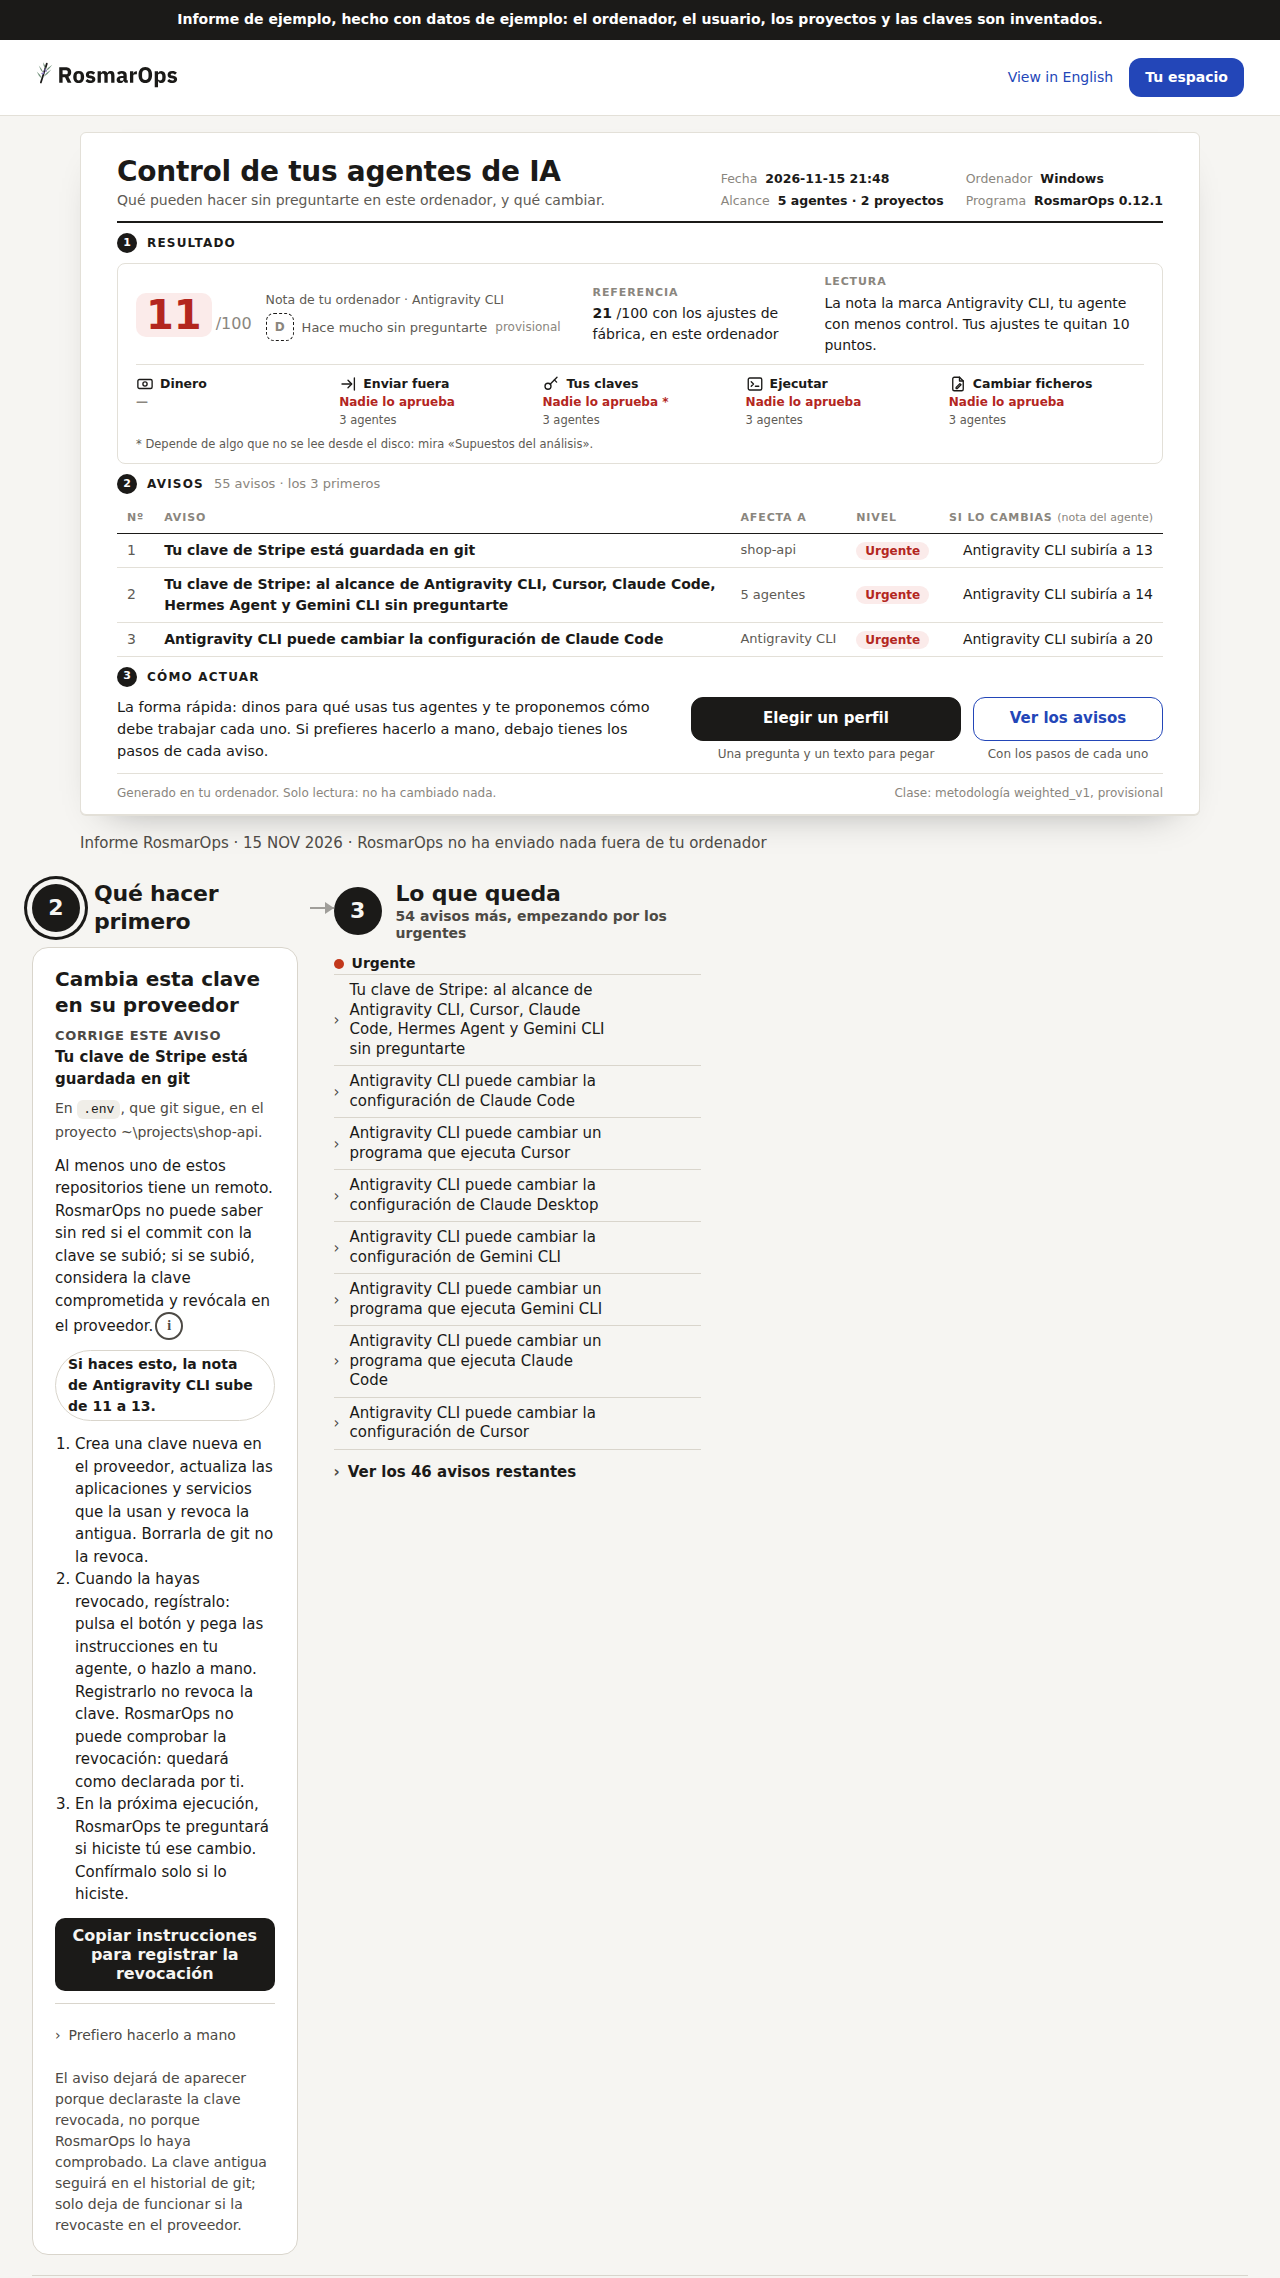 Informe de ejemplo, hecho con datos de ejemplo: el ordenador, el usuario, los proyectos y las claves son inventados.
RosmarOps
View in English
Tu espacio
Control de tus agentes de IA
Qué pueden hacer sin preguntarte en este ordenador, y qué cambiar.
Fecha 2026-11-15 21:48
Ordenador Windows
Alcance 5 agentes · 2 proyectos
Programa RosmarOps 0.12.1
1 RESULTADO
11 /100
Nota de tu ordenador · Antigravity CLI
D Hace mucho sin preguntarte provisional
REFERENCIA
21 /100 con los ajustes de
fábrica, en este ordenador
LECTURA
La nota la marca Antigravity CLI, tu agente
con menos control. Tus ajustes te quitan 10
puntos.
Dinero
—
Enviar fuera
Nadie lo aprueba
3 agentes
Tus claves
Nadie lo aprueba *
3 agentes
Ejecutar
Nadie lo aprueba
3 agentes
Cambiar ficheros
Nadie lo aprueba
3 agentes
* Depende de algo que no se lee desde el disco: mira «Supuestos del análisis».
2 AVISOS 55 avisos · los 3 primeros
Nº AVISO AFECTA A NIVEL SI LO CAMBIAS (nota del agente)
1 Tu clave de Stripe está guardada en git shop-api Urgente Antigravity CLI subiría a 13
2 Tu clave de Stripe: al alcance de Antigravity CLI, Cursor, Claude Code,
Hermes Agent y Gemini CLI sin preguntarte 5 agentes Urgente Antigravity CLI subiría a 14
3 Antigravity CLI puede cambiar la configuración de Claude Code Antigravity CLI Urgente Antigravity CLI subiría a 20
3 CÓMO ACTUAR
La forma rápida: dinos para qué usas tus agentes y te proponemos cómo
debe trabajar cada uno. Si prefieres hacerlo a mano, debajo tienes los
pasos de cada aviso.
Elegir un perfil
Una pregunta y un texto para pegar
Ver los avisos
Con los pasos de cada uno
Generado en tu ordenador. Solo lectura: no ha cambiado nada.
Clase: metodología weighted_v1, provisional
Informe RosmarOps · 15 NOV 2026 · RosmarOps no ha enviado nada fuera de tu ordenador
2 Qué hacer
primero
Cambia esta clave
en su proveedor
CORRIGE ESTE AVISO
Tu clave de Stripe está
guardada en git
En .env, que git sigue, en el
proyecto ~\projects\shop-api.
Al menos uno de estos
repositorios tiene un remoto.
RosmarOps no puede saber
sin red si el commit con la
clave se subió; si se subió,
considera la clave
comprometida y revócala en
el proveedor. i
Si haces esto, la nota
de Antigravity CLI sube
de 11 a 13.
1. Crea una clave nueva en
el proveedor, actualiza las
aplicaciones y servicios
que la usan y revoca la
antigua. Borrarla de git no
la revoca.
2. Cuando la hayas
revocado, regístralo:
pulsa el botón y pega las
instrucciones en tu
agente, o hazlo a mano.
Registrarlo no revoca la
clave. RosmarOps no
puede comprobar la
revocación: quedará
como declarada por ti.
3. En la próxima ejecución,
RosmarOps te preguntará
si hiciste tú ese cambio.
Confírmalo solo si lo
hiciste.
Copiar instrucciones
para registrar la
revocación
› Prefiero hacerlo a mano
El aviso dejará de aparecer
porque declaraste la clave
revocada, no porque
RosmarOps lo haya
comprobado. La clave antigua
seguirá en el historial de git;
solo deja de funcionar si la
revocaste en el proveedor.
3 Lo que queda
54 avisos más, empezando por los
urgentes
Urgente
› Tu clave de Stripe: al alcance de
Antigravity CLI, Cursor, Claude
Code, Hermes Agent y Gemini CLI
sin preguntarte
› Antigravity CLI puede cambiar la
configuración de Claude Code
› Antigravity CLI puede cambiar un
programa que ejecuta Cursor
› Antigravity CLI puede cambiar la
configuración de Claude Desktop
› Antigravity CLI puede cambiar la
configuración de Gemini CLI
› Antigravity CLI puede cambiar un
programa que ejecuta Gemini CLI
› Antigravity CLI puede cambiar un
programa que ejecuta Claude
Code
› Antigravity CLI puede cambiar la
configuración de Cursor
› Ver los 46 avisos restantes